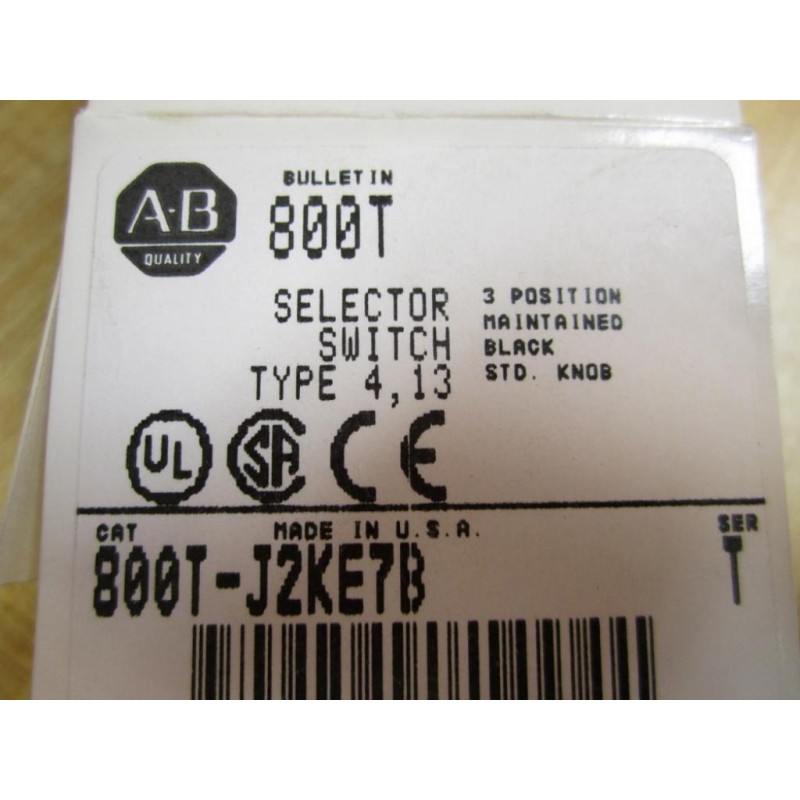 A-B
QUALITY
BULLETIN
800T
SELECTOR
SWITCH
TYPE 4,13
3 POSITION
MAINTAINED
BLACK
STD. KNOB
UL
SA
CE
CAT
MADE IN U.S.A.
SER
800T-J2KE7B
T